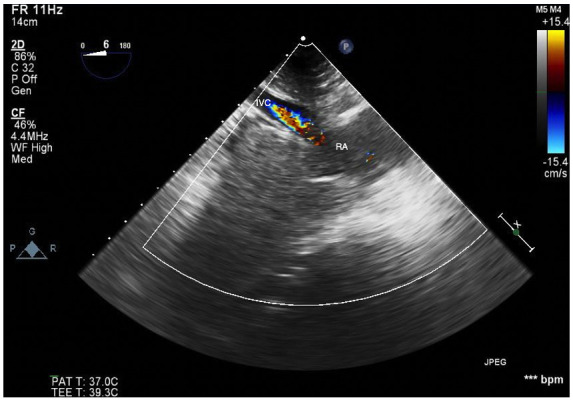 FR 11Hz
14cm
2D
86%
C 32
P Off
Gen
CF
46%
4.4MHz
WF High
Med
0 6 180
P
M5 M4
+15.4
-15.4
cm/s
IVC
RA
G
P R
X
JPEG
*** bpm
PAT T: 37.0C
TEE T: 39.3C